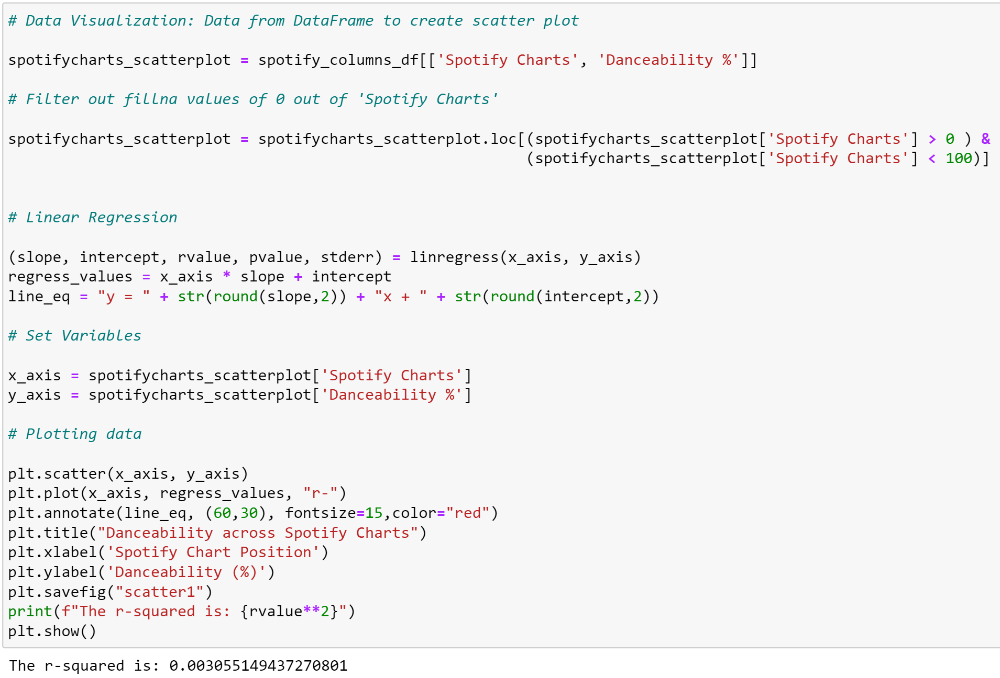 # Data Visualization: Data from DataFrame to create scatter plot
spotifycharts_scatterplot = spotify_columns_df[['Spotify Charts', 'Danceability %']]
# Filter out fillna values of 0 out of 'Spotify Charts'
spotifycharts_scatterplot = spotifycharts_scatterplot.loc[(spotifycharts_scatterplot['Spotify Charts'] > 0 ) &
(spotifycharts_scatterplot['Spotify Charts'] < 100)]
# Linear Regression
(slope, intercept, rvalue, pvalue, stderr) = linregress(x_axis, y_axis)
regress_values = x_axis * slope + intercept
line_eq = "y = " + str(round(slope,2)) + "x + " + str(round(intercept,2))
# Set Variables
x_axis = spotifycharts_scatterplot['Spotify Charts']
y_axis = spotifycharts_scatterplot['Danceability %']
# Plotting data
plt.scatter(x_axis, y_axis)
plt.plot(x_axis, regress_values, "r-")
plt.annotate(line_eq, (60,30), fontsize=15,color="red")
plt.title("Danceability across Spotify Charts")
plt.xlabel('Spotify Chart Position')
plt.ylabel('Danceability (%)')
plt.savefig("scatter1")
print(f"The r-squared is: {rvalue**2}")
plt.show()
The r-squared is: 0.003055149437270801